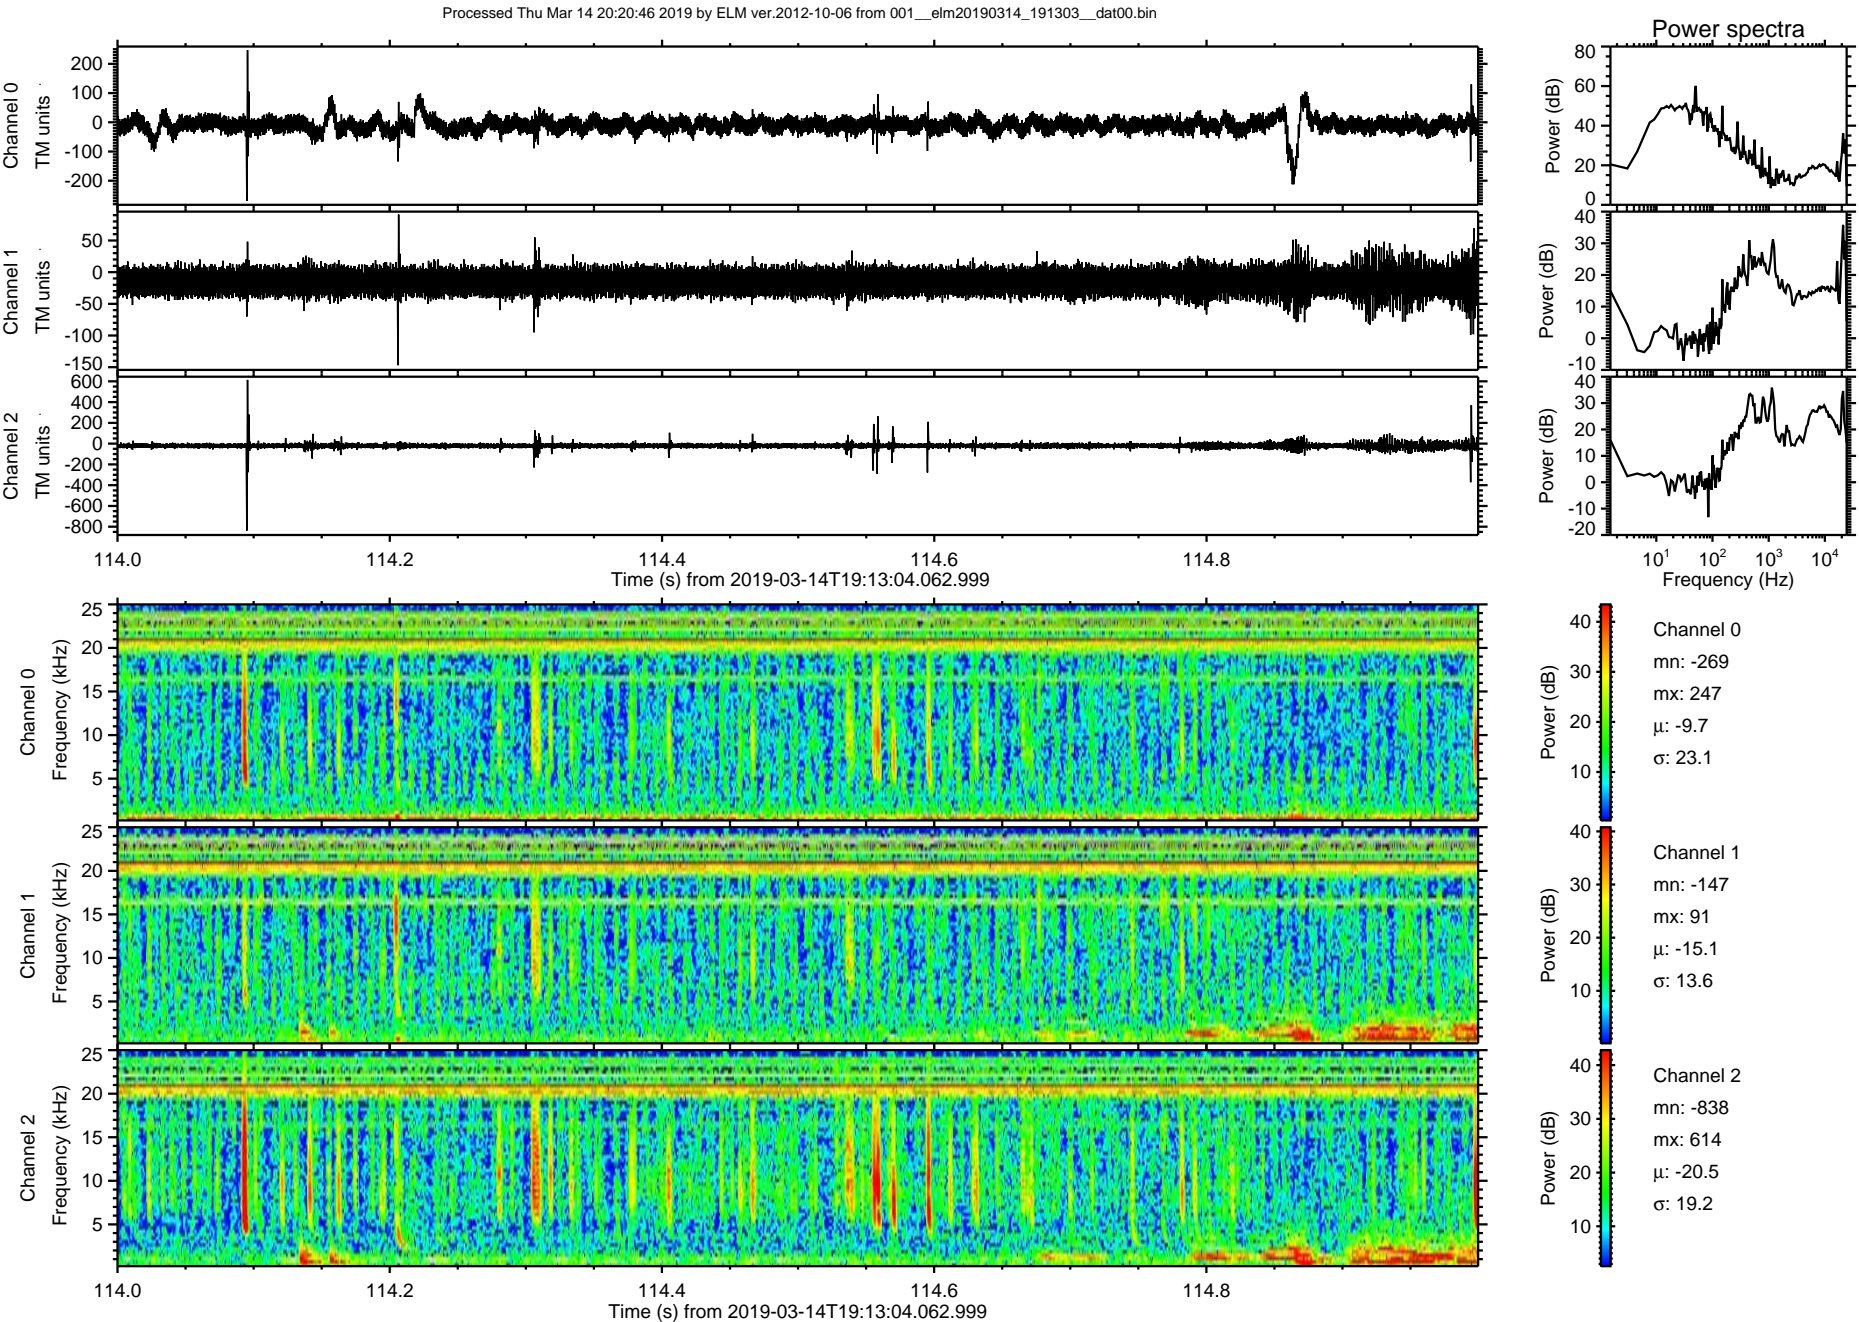 Processed Thu Mar 14 20:20:46 2019 by ELM ver.2012-10-06 from 001__elm20190314_191303__dat00.bin
Power spectra
Channel 0
TM units
200
100
0
-100
-200
Power (dB)
80
60
40
20
0
Channel 1
TM units
50
0
-50
-100
-150
Power (dB)
40
30
20
10
0
-10
Channel 2
TM units
600
400
200
0
-200
-400
-600
-800
Power (dB)
40
30
20
10
0
-10
-20
114.0 114.2 114.4 114.6 114.8
Time (s) from 2019-03-14T19:13:04.062.999
10^1 10^2 10^3 10^4
Frequency (Hz)
Channel 0
Frequency (kHz)
25
20
15
10
5
Power (dB)
40
30
20
10
Channel 0
mn: -269
mx: 247
μ: -9.7
σ: 23.1
Channel 1
Frequency (kHz)
25
20
15
10
5
Power (dB)
40
30
20
10
Channel 1
mn: -147
mx: 91
μ: -15.1
σ: 13.6
Channel 2
Frequency (kHz)
25
20
15
10
5
Power (dB)
40
30
20
10
Channel 2
mn: -838
mx: 614
μ: -20.5
σ: 19.2
114.0 114.2 114.4 114.6 114.8
Time (s) from 2019-03-14T19:13:04.062.999